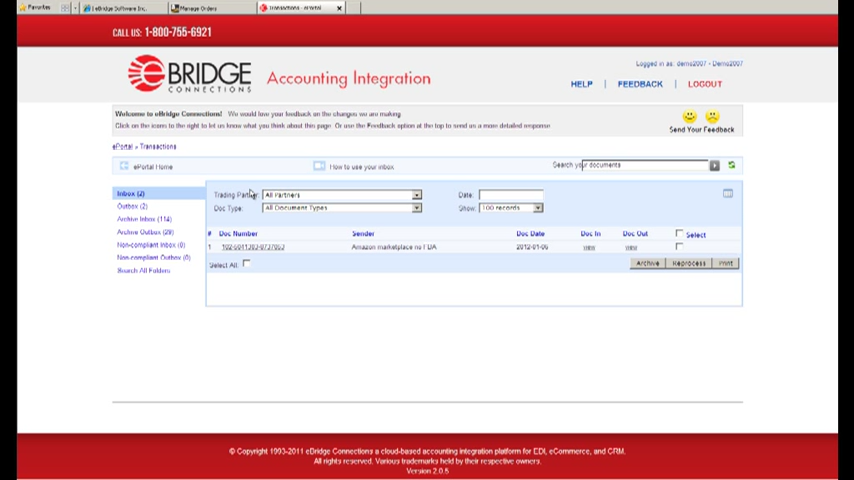 Favorites
eBridge Software Inc.
Manage Orders
Transactions - ePortal
CALL US: 1-800-755-6921
EBRIDGE
CONNECTIONS
Accounting Integration
Logged in as: demo2007 - Demo2007
HELP | FEEDBACK | LOGOUT
Welcome to eBridge Connections! We would love your feedback on the changes we are making
Click on the icons to the right to let us know what you think about this page. Or use the Feedback option at the top to send us a more detailed response
Send Your Feedback
ePortal » Transactions
ePortal Home
How to use your inbox
Search your documents
Inbox (2)
Outbox (2)
Archive Inbox (114)
Archive Outbox (28)
Non-compliant Inbox (0)
Non-compliant Outbox (0)
Search All Folders
Trading Partner: All Partners
Date:
Doc Type: All Document Types
Show: 100 records
# Doc Number Sender Doc Date Doc In Doc Out Select
1 Amazon marketplace no FBA 2012-01-06 view view
Select All:
Archive Reprocess Print
© Copyright 1993-2011 eBridge Connections a cloud-based accounting integration platform for EDI, eCommerce, and CRM.
All rights reserved. Various trademarks held by their respective owners.
Version 2.0.5